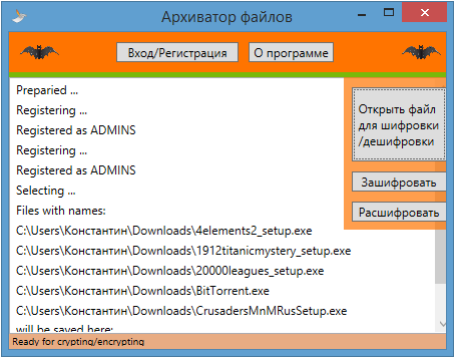 Архиватор файлов
Вход/Регистрация
О программе
Preparied ...
Registering ...
Registered as ADMINS
Registering ...
Registered as ADMINS
Selecting ...
Files with names:
C:\Users\Константин\Downloads\4elements2_setup.exe
C:\Users\Константин\Downloads\1912titanicmystery_setup.exe
C:\Users\Константин\Downloads\20000leagues_setup.exe
C:\Users\Константин\Downloads\BitTorrent.exe
C:\Users\Константин\Downloads\CrusadersMnMRusSetup.exe
will be saved here:
Открыть файл
для шифровки
/дешифровки
Зашифровать
Расшифровать
Ready for crypting/encrypting